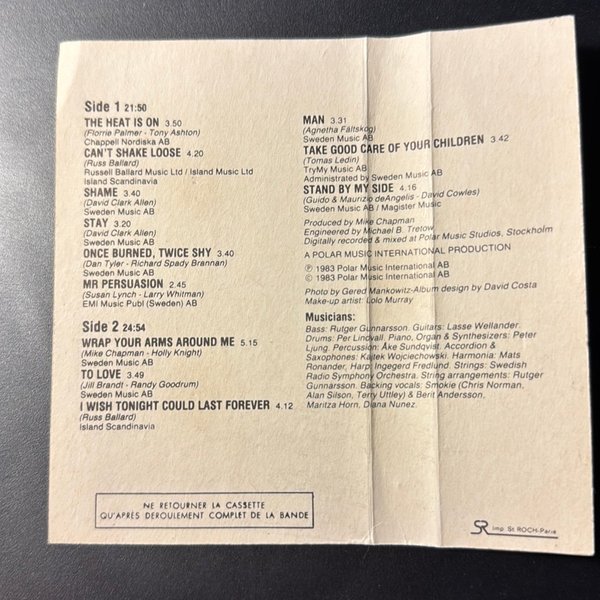 Side 1 21:50
THE HEAT IS ON 3.50
(Florrie Palmer - Tony Ashton)
Chappell Nordiska AB
CAN'T SHAKE LOOSE 4.20
(Russ Ballard)
Russell Ballard Music Ltd / Island Music Ltd
Island Scandinavia
SHAME 3.40
(David Clark Allen)
Sweden Music AB
STAY 3.20
(David Clark Allen)
Sweden Music AB
ONCE BURNED, TWICE SHY 3.40
(Dan Tyler - Richard Spady Brannan)
Sweden Music AB
MR PERSUASION 2.45
(Susan Lynch - Larry Whitman)
EMI Music Publ (Sweden) AB
Side 2 24:54
WRAP YOUR ARMS AROUND ME 5.15
(Mike Chapman - Holly Knight)
Sweden Music AB
TO LOVE 3.49
(Jill Brandt - Randy Goodrum)
Sweden Music AB
I WISH TONIGHT COULD LAST FOREVER 4.12
(Russ Ballard)
Island Scandinavia
MAN 3.31
(Agnetha Fältskog)
Sweden Music AB
TAKE GOOD CARE OF YOUR CHILDREN 3.42
(Tomas Ledin)
TryMy Music AB
Administrated by Sweden Music AB
STAND BY MY SIDE 4.16
(Guido & Maurizio deAngelis - David Cowles)
Sweden Music AB / Magister Music
Produced by Mike Chapman
Engineered by Michael B. Tretow
Digitally recorded & mixed at Polar Music Studios, Stockholm
A POLAR MUSIC INTERNATIONAL PRODUCTION
℗ 1983 Polar Music International AB
© 1983 Polar Music International AB
Photo by Gered Mankowitz-Album design by David Costa
Make-up artist: Lolo Murray
Musicians:
Bass: Rutger Gunnarsson. Guitars: Lasse Wellander.
Drums: Per Lindvall. Piano, Organ & Synthesizers: Peter
Ljung. Percussion: Åke Sundqvist. Accordion &
Saxophones: Kajtek Wojciechowski. Harmonia: Mats
Ronander, Harp Ingegerd Fredlund. Strings: Swedish
Radio Symphony Orchestra. String arrangements: Rutger
Gunnarsson. Backing vocals: Smokie (Chris Norman,
Alan Silson, Terry Uttley) & Berit Andersson,
Maritza Horn, Diana Nunez.
NE RETOURNER LA CASSETTE
QU'APRÈS DEROULEMENT COMPLET DE LA BANDE
SR Imp. St ROCH-Paris